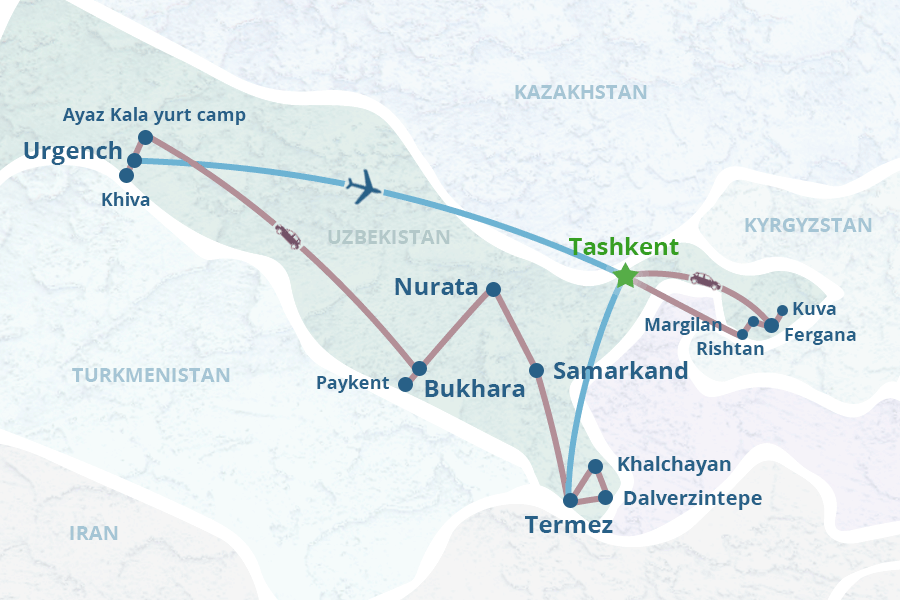 KAZAKHSTAN
Ayaz Kala yurt camp
Urgench
Khiva
KYRGYZSTAN
UZBEKISTAN
Tashkent
Nurata
Kuva
Margilan
Fergana
Rishtan
TURKMENISTAN
Paykent
Bukhara
Samarkand
Khalchayan
Dalverzintepe
Termez
IRAN